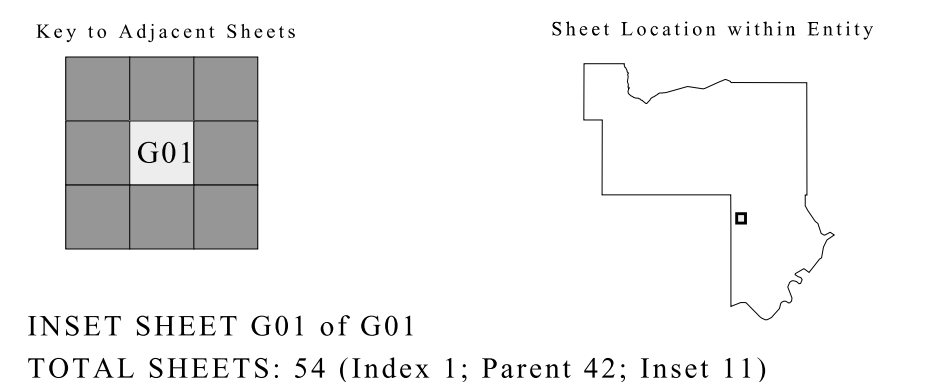 Key to Adjacent Sheets
Sheet Location within Entity
G01
INSET SHEET G01 of G01
TOTAL SHEETS: 54 (Index 1; Parent 42; Inset 11)